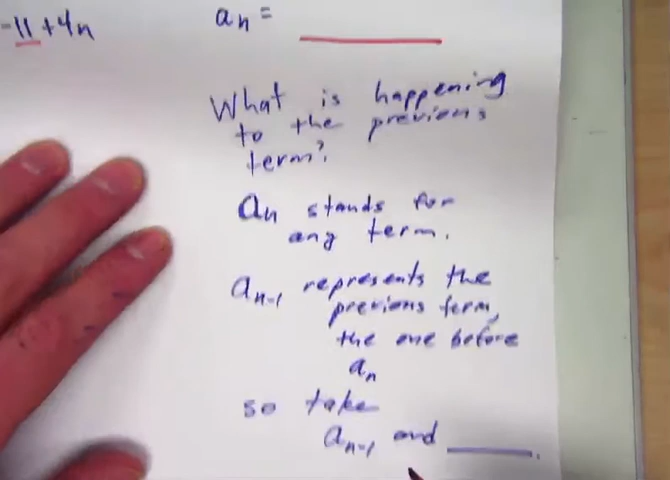 -11+4n
an =
What is happening
to the previous
term?
an stands for
any term.
an-1 represents the
previous term,
the one before
an
so take
an-1 and ____.